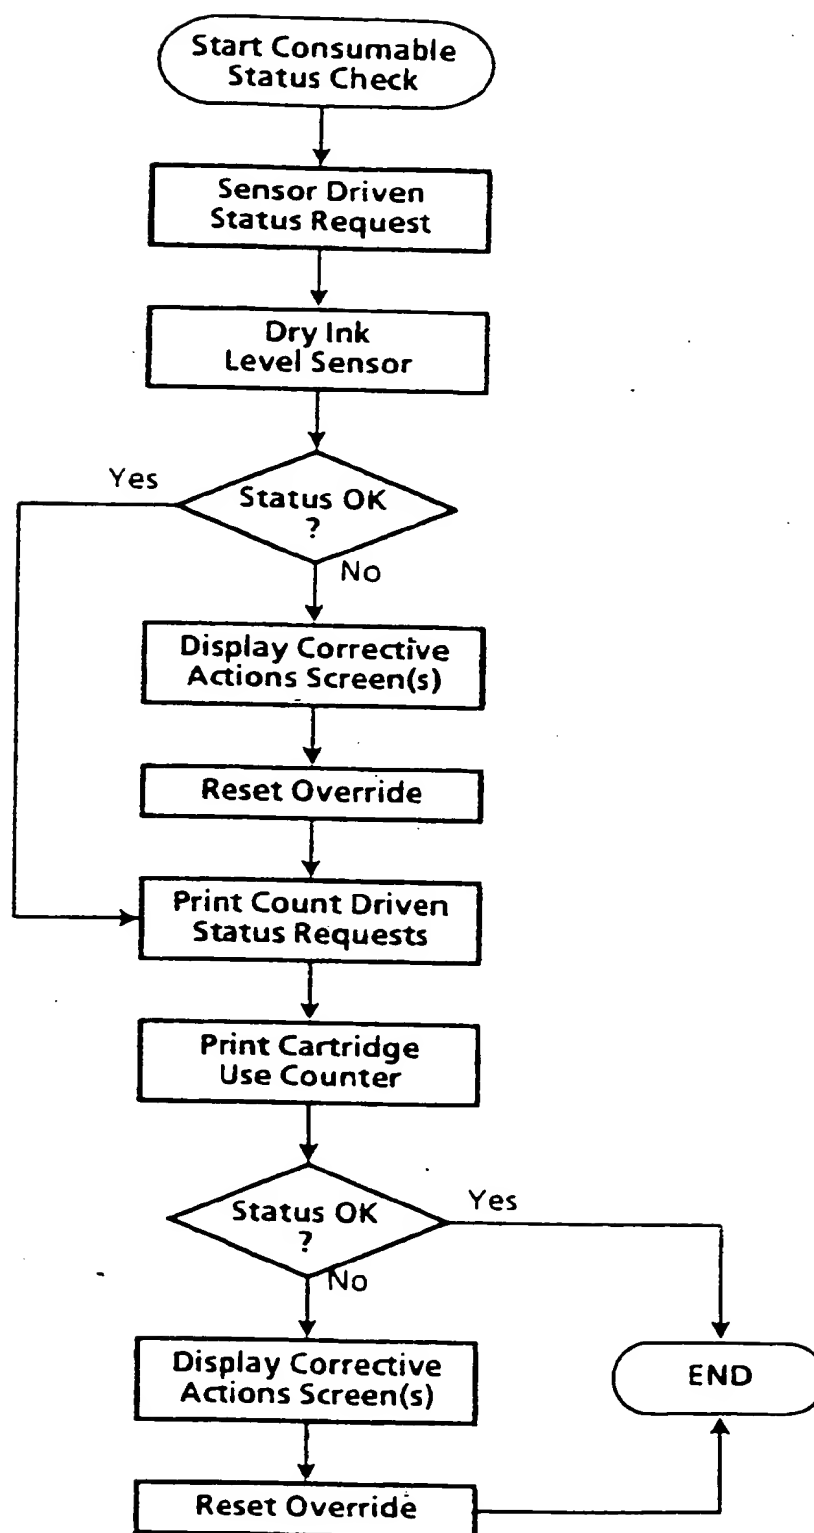 Start Consumable
Status Check
Sensor Driven
Status Request
Dry Ink
Level Sensor
Yes
Status OK
?
No
Display Corrective
Actions Screen(s)
Reset Override
Print Count Driven
Status Requests
Print Cartridge
Use Counter
Status OK
?
Yes
No
Display Corrective
Actions Screen(s)
END
Reset Override